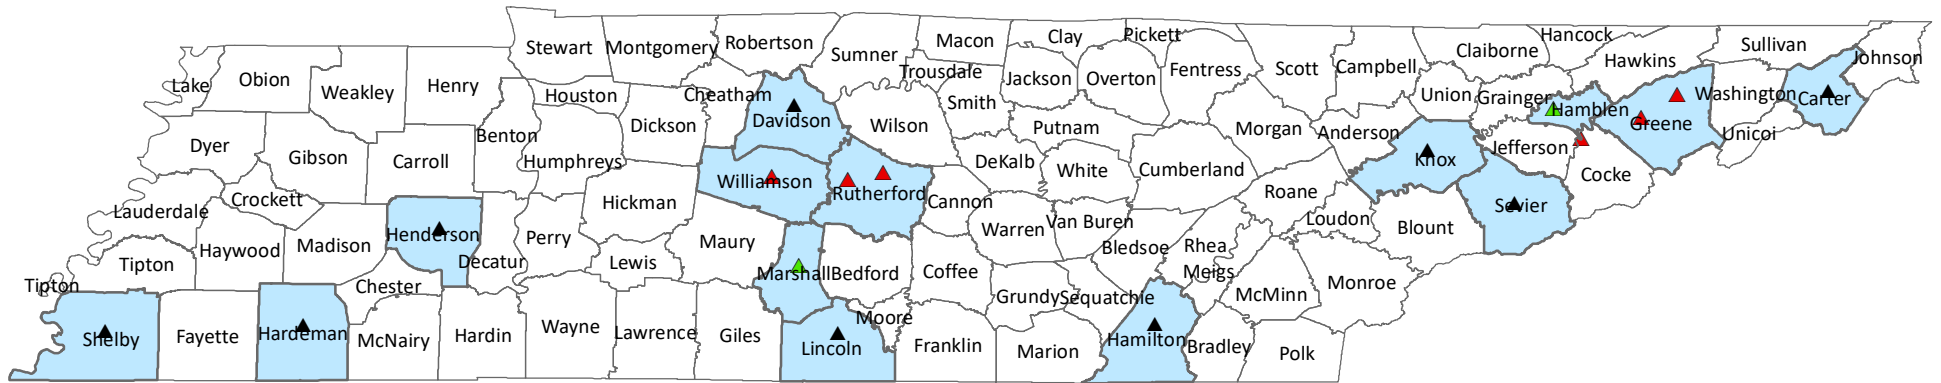 Stewart
Montgomery
Robertson
Sumner
Macon
Clay
Pickett
Scott
Campbell
Claiborne
Hancock
Hawkins
Sullivan
Johnson
Lake
Obion
Weakley
Henry
Houston
Cheatham
Trousdale
Smith
Jackson
Overton
Fentress
Union
Grainger
Hamblen
Washington
Carter
Dyer
Gibson
Carroll
Benton
Humphreys
Dickson
Davidson
Wilson
Putnam
DeKalb
White
Cumberland
Morgan
Anderson
Knox
Jefferson
Greene
Unicoi
Lauderdale
Crockett
Hickman
Williamson
Rutherford
Cannon
Warren
Van Buren
Roane
Loudon
Blount
Sevier
Cocke
Tipton
Haywood
Madison
Henderson
Decatur
Perry
Lewis
Maury
Marshall
Bedford
Coffee
Grundy
Sequatchie
Bledsoe
Rhea
Meigs
McMinn
Monroe
Tipton
Shelby
Fayette
Hardeman
Chester
McNairy
Hardin
Wayne
Lawrence
Giles
Lincoln
Moore
Franklin
Marion
Hamilton
Bradley
Polk